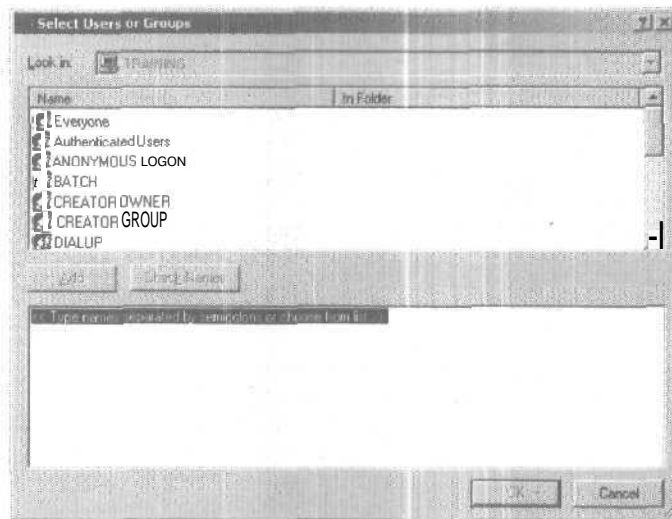 Select Users or Groups
Look in: TRAINING
Name In Folder
Everyone
Authenticated Users
ANONYMOUS LOGON
BATCH
CREATOR OWNER
CREATOR GROUP
DIALUP
Add Check Names
<< Type names separated by semicolons or choose from list >>
OK Cancel